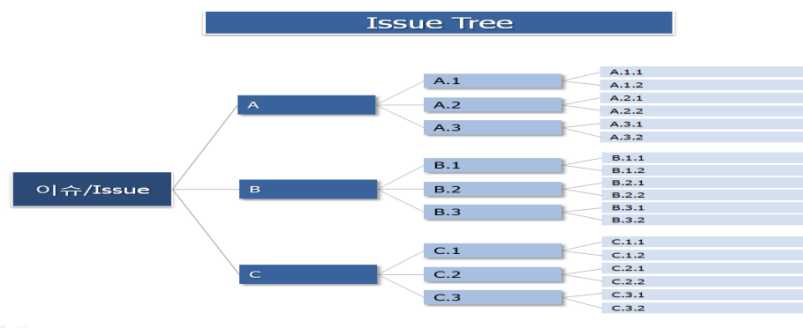 Issue Tree
이슈/Issue
A
A.1
A.1.1
A.1.2
A.2
A.2.1
A.2.2
A.3
A.3.1
A.3.2
B
B.1
B.1.1
B.1.2
B.2
B.2.1
B.2.2
B.3
B.3.1
B.3.2
C
C.1
C.1.1
C.1.2
C.2
C.2.1
C.2.2
C.3
C.3.1
C.3.2